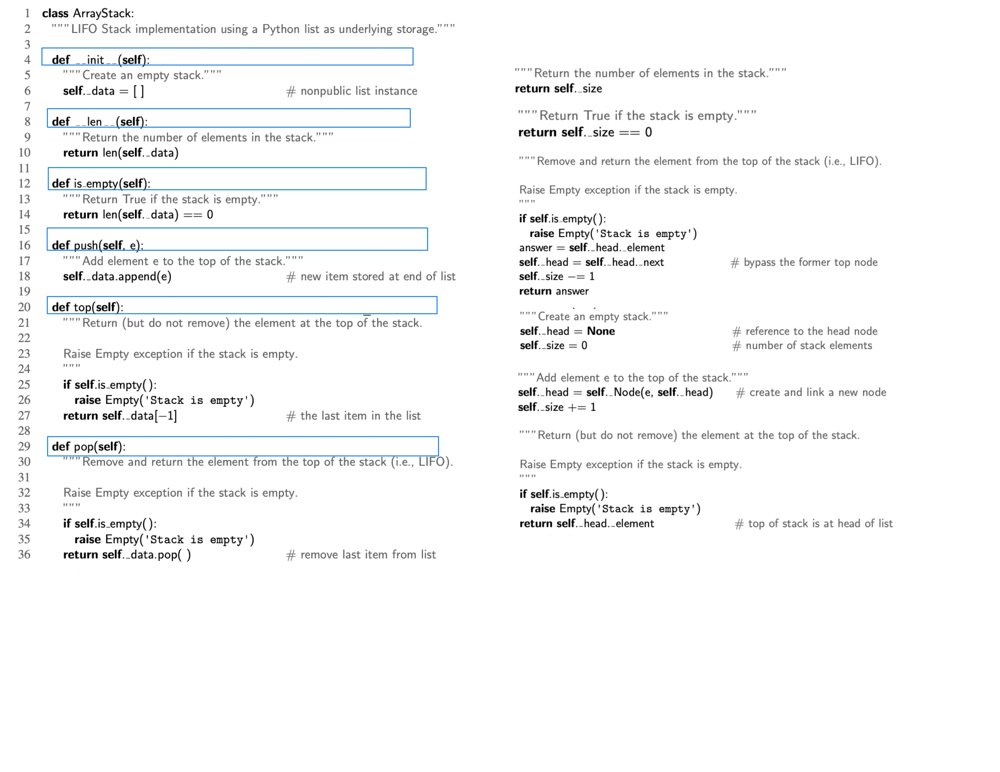 1 class ArrayStack:
2 """LIFO Stack implementation using a Python list as underlying storage."""
3
4 def __init__(self):
5 """Create an empty stack."""
6 self._data = [ ] # nonpublic list instance
7
8 def __len__(self):
9 """Return the number of elements in the stack."""
10 return len(self._data)
11
12 def is_empty(self):
13 """Return True if the stack is empty."""
14 return len(self._data) == 0
15
16 def push(self, e):
17 """Add element e to the top of the stack."""
18 self._data.append(e) # new item stored at end of list
19
20 def top(self):
21 """Return (but do not remove) the element at the top of the stack.
22
23 Raise Empty exception if the stack is empty.
24 """
25 if self.is_empty():
26 raise Empty('Stack is empty')
27 return self._data[−1] # the last item in the list
28
29 def pop(self):
30 """Remove and return the element from the top of the stack (i.e., LIFO).
31
32 Raise Empty exception if the stack is empty.
33 """
34 if self.is_empty():
35 raise Empty('Stack is empty')
36 return self._data.pop( ) # remove last item from list
"""Return the number of elements in the stack."""
return self._size
"""Return True if the stack is empty."""
return self._size == 0
"""Remove and return the element from the top of the stack (i.e., LIFO).
Raise Empty exception if the stack is empty.
"""
if self.is_empty():
raise Empty('Stack is empty')
answer = self._head._element
self._head = self._head._next # bypass the former top node
self._size −= 1
return answer
"""Create an empty stack."""
self._head = None # reference to the head node
self._size = 0 # number of stack elements
"""Add element e to the top of the stack."""
self._head = self._Node(e, self._head) # create and link a new node
self._size += 1
"""Return (but do not remove) the element at the top of the stack.
Raise Empty exception if the stack is empty.
"""
if self.is_empty():
raise Empty('Stack is empty')
return self._head._element # top of stack is at head of list